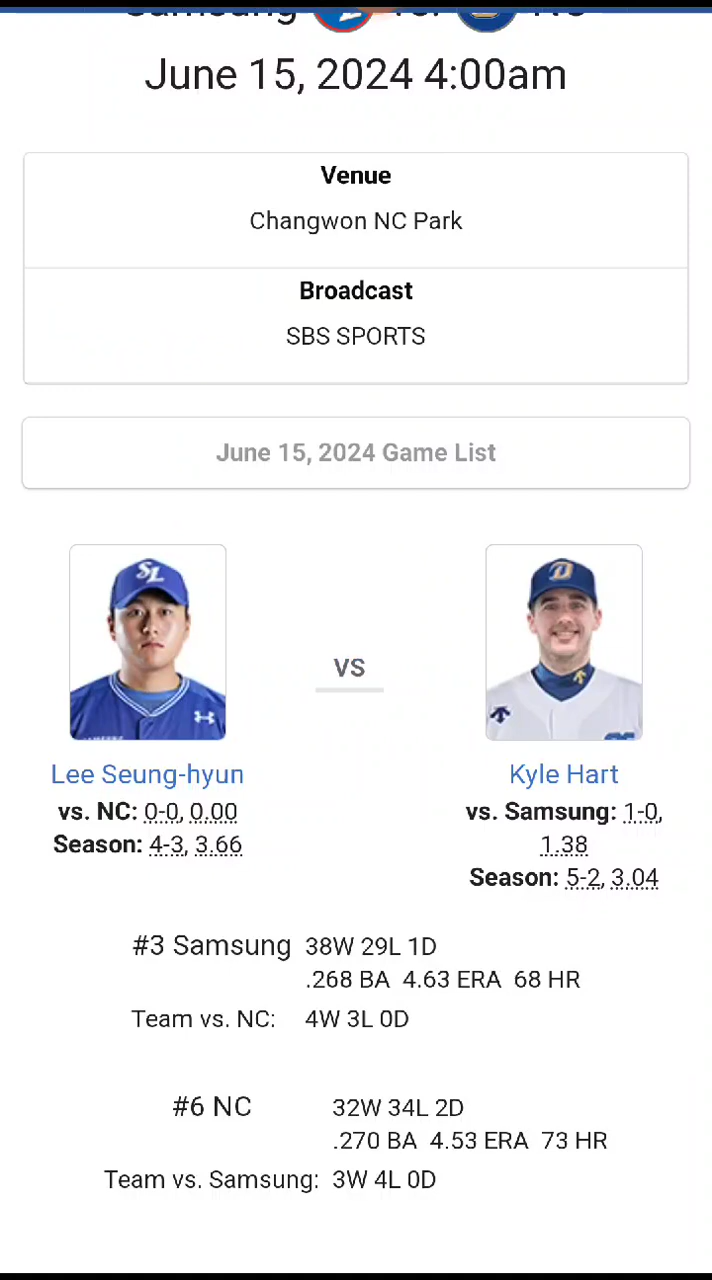 June 15, 2024 4:00am
Venue
Changwon NC Park
Broadcast
SBS SPORTS
June 15, 2024 Game List
SL
D
VS
Lee Seung-hyun
vs. NC: 0-0, 0.00
Season: 4-3, 3.66
Kyle Hart
vs. Samsung: 1-0,
1.38
Season: 5-2, 3.04
#3 Samsung 38W 29L 1D
.268 BA 4.63 ERA 68 HR
Team vs. NC: 4W 3L 0D
#6 NC 32W 34L 2D
.270 BA 4.53 ERA 73 HR
Team vs. Samsung: 3W 4L 0D